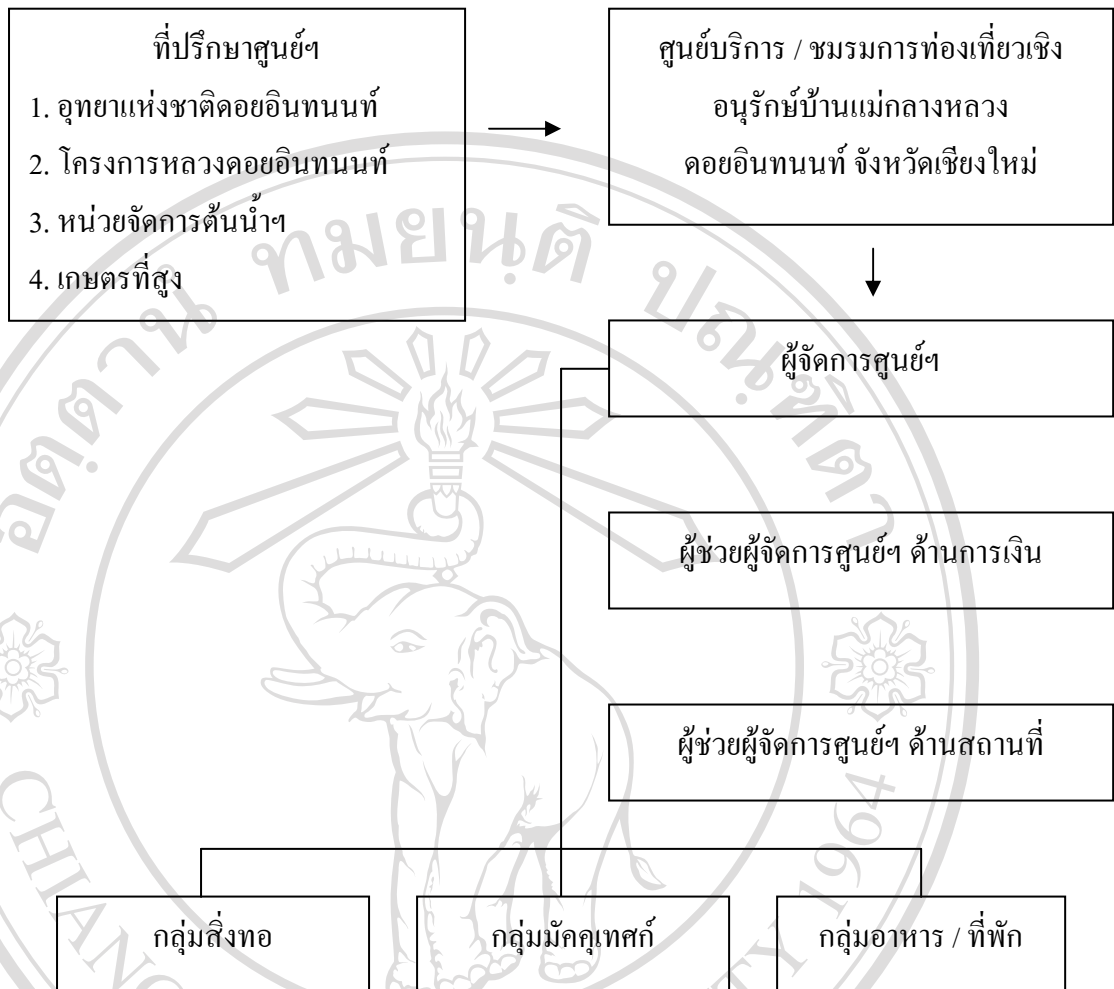 ที่ปรึกษาศูนย์ฯ
1. อุทยาแห่งชาติดอยอินทนนท์
2. โครงการหลวงดอยอินทนนท์
3. หน่วยจัดการต้นน้ำฯ
4. เกษตรที่สูง
ศูนย์บริการ / ชมรมการท่องเที่ยวเชิง
อนุรักษ์บ้านแม่กลางหลวง
ดอยอินทนนท์ จังหวัดเชียงใหม่
ผู้จัดการศูนย์ฯ
ผู้ช่วยผู้จัดการศูนย์ฯ ด้านการเงิน
ผู้ช่วยผู้จัดการศูนย์ฯ ด้านสถานที่
กลุ่มสิ่งทอ
กลุ่มมัคคุเทศก์
กลุ่มอาหาร / ที่พัก
1964